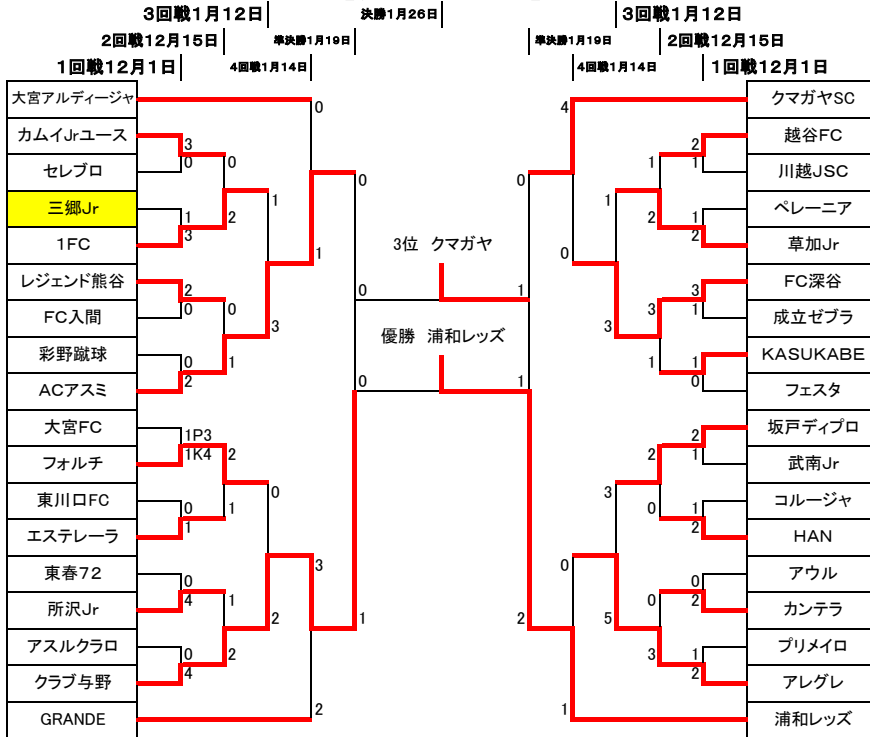 3回戦1月12日 決勝1月26日 3回戦1月12日
2回戦12月15日 準決勝1月19日 準決勝1月19日 2回戦12月15日
1回戦12月1日 4回戦1月14日 4回戦1月14日 1回戦12月1日
大宮アルディージャ 0 4 クマガヤSC
カムイJrユース 3 2 越谷FC
セレブロ 0 0 0 0 1 1 川越JSC
三郷Jr 1 2 1 1 2 1 ペレーニア
1FC 3 2 草加Jr
3位 クマガヤ
1 0
レジェンド熊谷 2 0 1 3 FC深谷
FC入間 0 0 3 3 3 1 成立ゼブラ
優勝 浦和レッズ
彩野蹴球 0 1 1 1 KASUKABE
ACアスミ 2 0 1 0 フェスタ
大宮FC 1P3 2 坂戸ディプロ
フォルチ 1K4 2 2 1 武南Jr
東川口FC 0 1 0 3 0 1 コルージャ
エステレーラ 1 2 HAN
東春72 0 3 0 0 アウル
所沢Jr 4 1 0 2 カンテラ
アスルクラロ 0 2 2 1 2 5 3 1 プリメイロ
クラブ与野 4 2 アレグレ
GRANDE 2 1 浦和レッズ